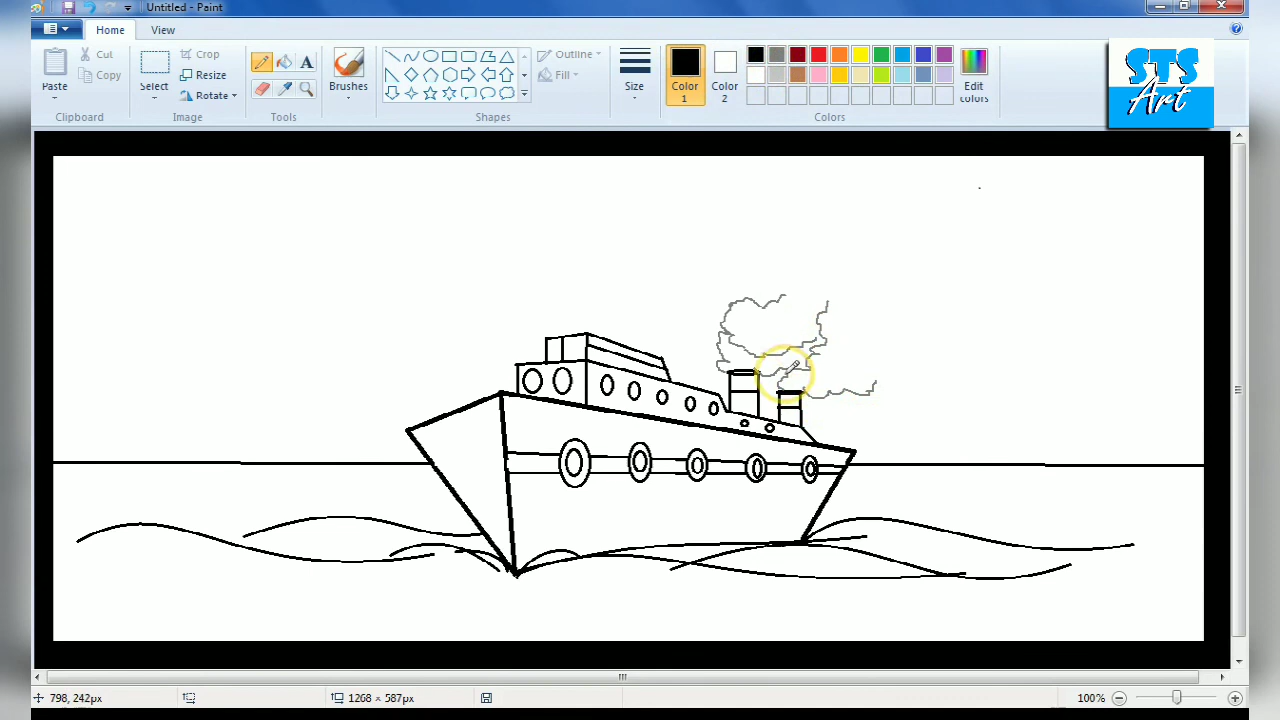 Untitled - Paint
Home View
Paste
Cut
Copy
Clipboard
Select
Crop
Resize
Rotate
Image
A
Tools
Brushes
Outline
Fill
Shapes
Size
Color 1
Color 2
Edit colors
Colors
STS
Art
798, 242px
1268 × 587px
100%